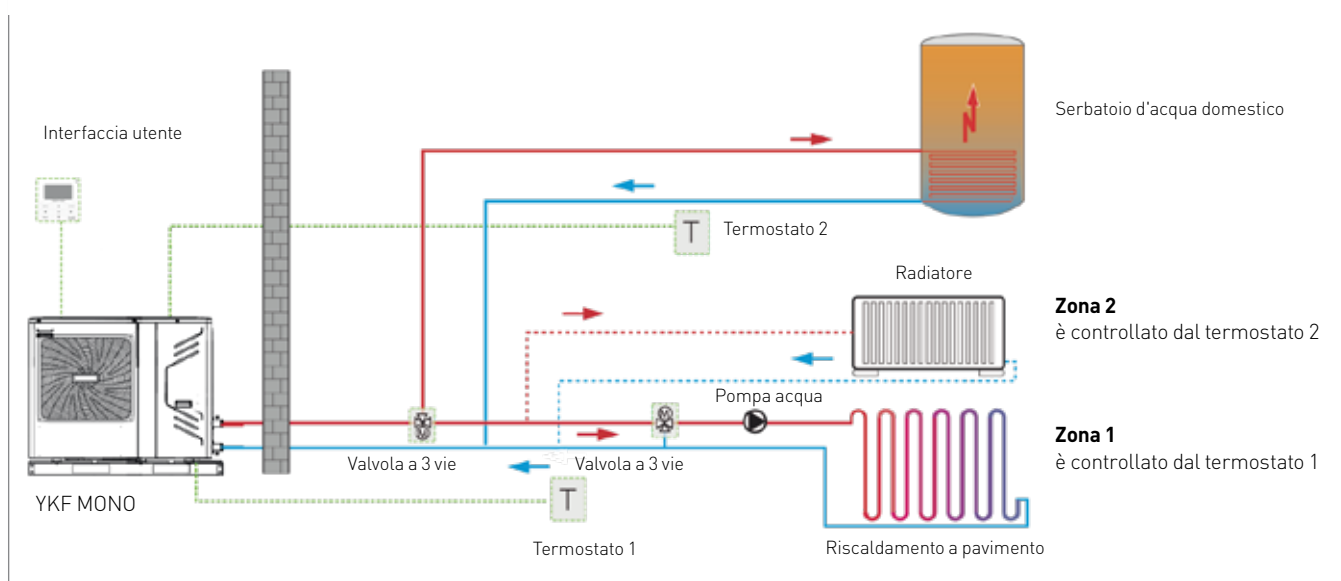 Serbatoio d'acqua domestico
Interfaccia utente
T
Termostato 2
Radiatore
Zona 2
è controllato dal termostato 2
Pompa acqua
M
Zona 1
è controllato dal termostato 1
Valvola a 3 vie
Valvola a 3 vie
T
YKF MONO
Termostato 1
Riscaldamento a pavimento